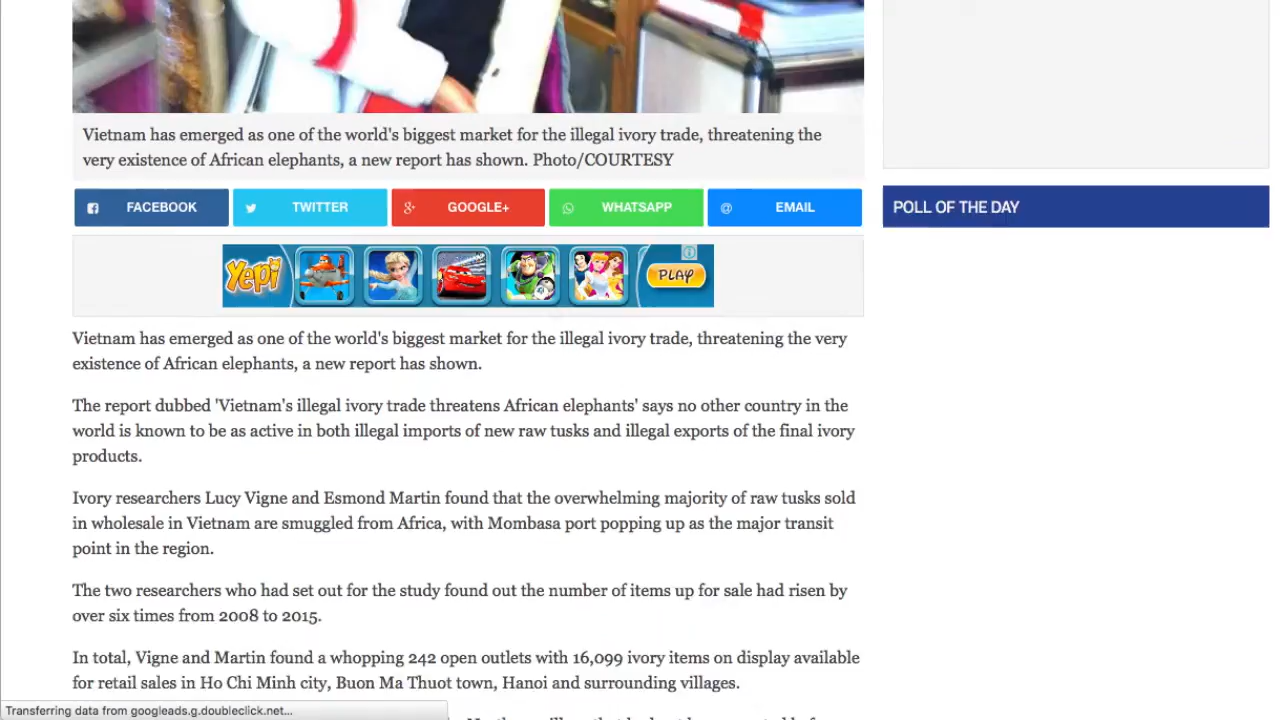 Vietnam has emerged as one of the world's biggest market for the illegal ivory trade, threatening the
very existence of African elephants, a new report has shown. Photo/COURTESY
FACEBOOK TWITTER GOOGLE+ WHATSAPP @ EMAIL
POLL OF THE DAY
Yepi PLAY
Vietnam has emerged as one of the world's biggest market for the illegal ivory trade, threatening the very
existence of African elephants, a new report has shown.
The report dubbed 'Vietnam's illegal ivory trade threatens African elephants' says no other country in the
world is known to be as active in both illegal imports of new raw tusks and illegal exports of the final ivory
products.
Ivory researchers Lucy Vigne and Esmond Martin found that the overwhelming majority of raw tusks sold
in wholesale in Vietnam are smuggled from Africa, with Mombasa port popping up as the major transit
point in the region.
The two researchers who had set out for the study found out the number of items up for sale had risen by
over six times from 2008 to 2015.
In total, Vigne and Martin found a whopping 242 open outlets with 16,099 ivory items on display available
for retail sales in Ho Chi Minh city, Buon Ma Thuot town, Hanoi and surrounding villages.
Transferring data from googleads.g.doubleclick.net...